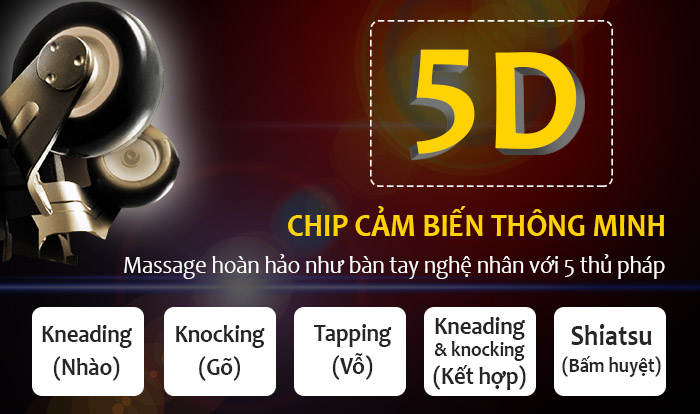 5D
CHIP CẢM BIẾN THÔNG MINH
Massage hoàn hảo như bàn tay nghệ nhân với 5 thủ pháp
Kneading
(Nhào)
Knocking
(Gõ)
Tapping
(Vỗ)
Kneading
& knocking
(Kết hợp)
Shiatsu
(Bấm huyệt)